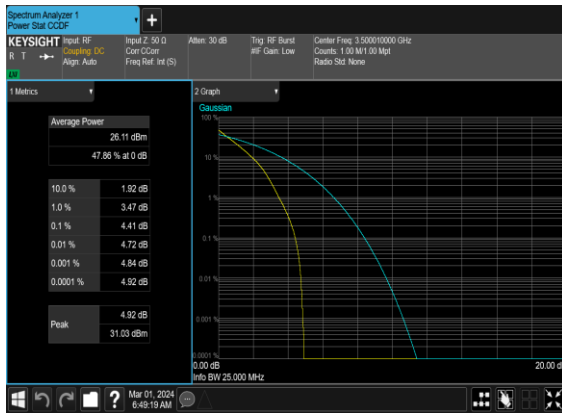 Spectrum Analyzer 1
Power Stat CCDF
KEYSIGHT
R T
LVI
Input: RF
Coupling: DC
Align: Auto
Input Z: 50 Ω
Corr CCorr
Freq Ref: Int (S)
Atten: 30 dB
Trig: RF Burst
#IF Gain: Low
Center Freq: 3.500010000 GHz
Counts: 1.00 M/1.00 Mpt
Radio Std: None
1 Metrics
Average Power
26.11 dBm
47.86 % at 0 dB
10.0 % 1.92 dB
1.0 % 3.47 dB
0.1 % 4.41 dB
0.01 % 4.72 dB
0.001 % 4.84 dB
0.0001 % 4.92 dB
Peak
4.92 dB
31.03 dBm
2 Graph
Gaussian
100 %
10 %
1 %
0.1 %
0.01 %
0.001 %
0.0001 %
0.00 dB 20.00 d
Info BW 25.000 MHz
?
Mar 01, 2024
6:49:19 AM